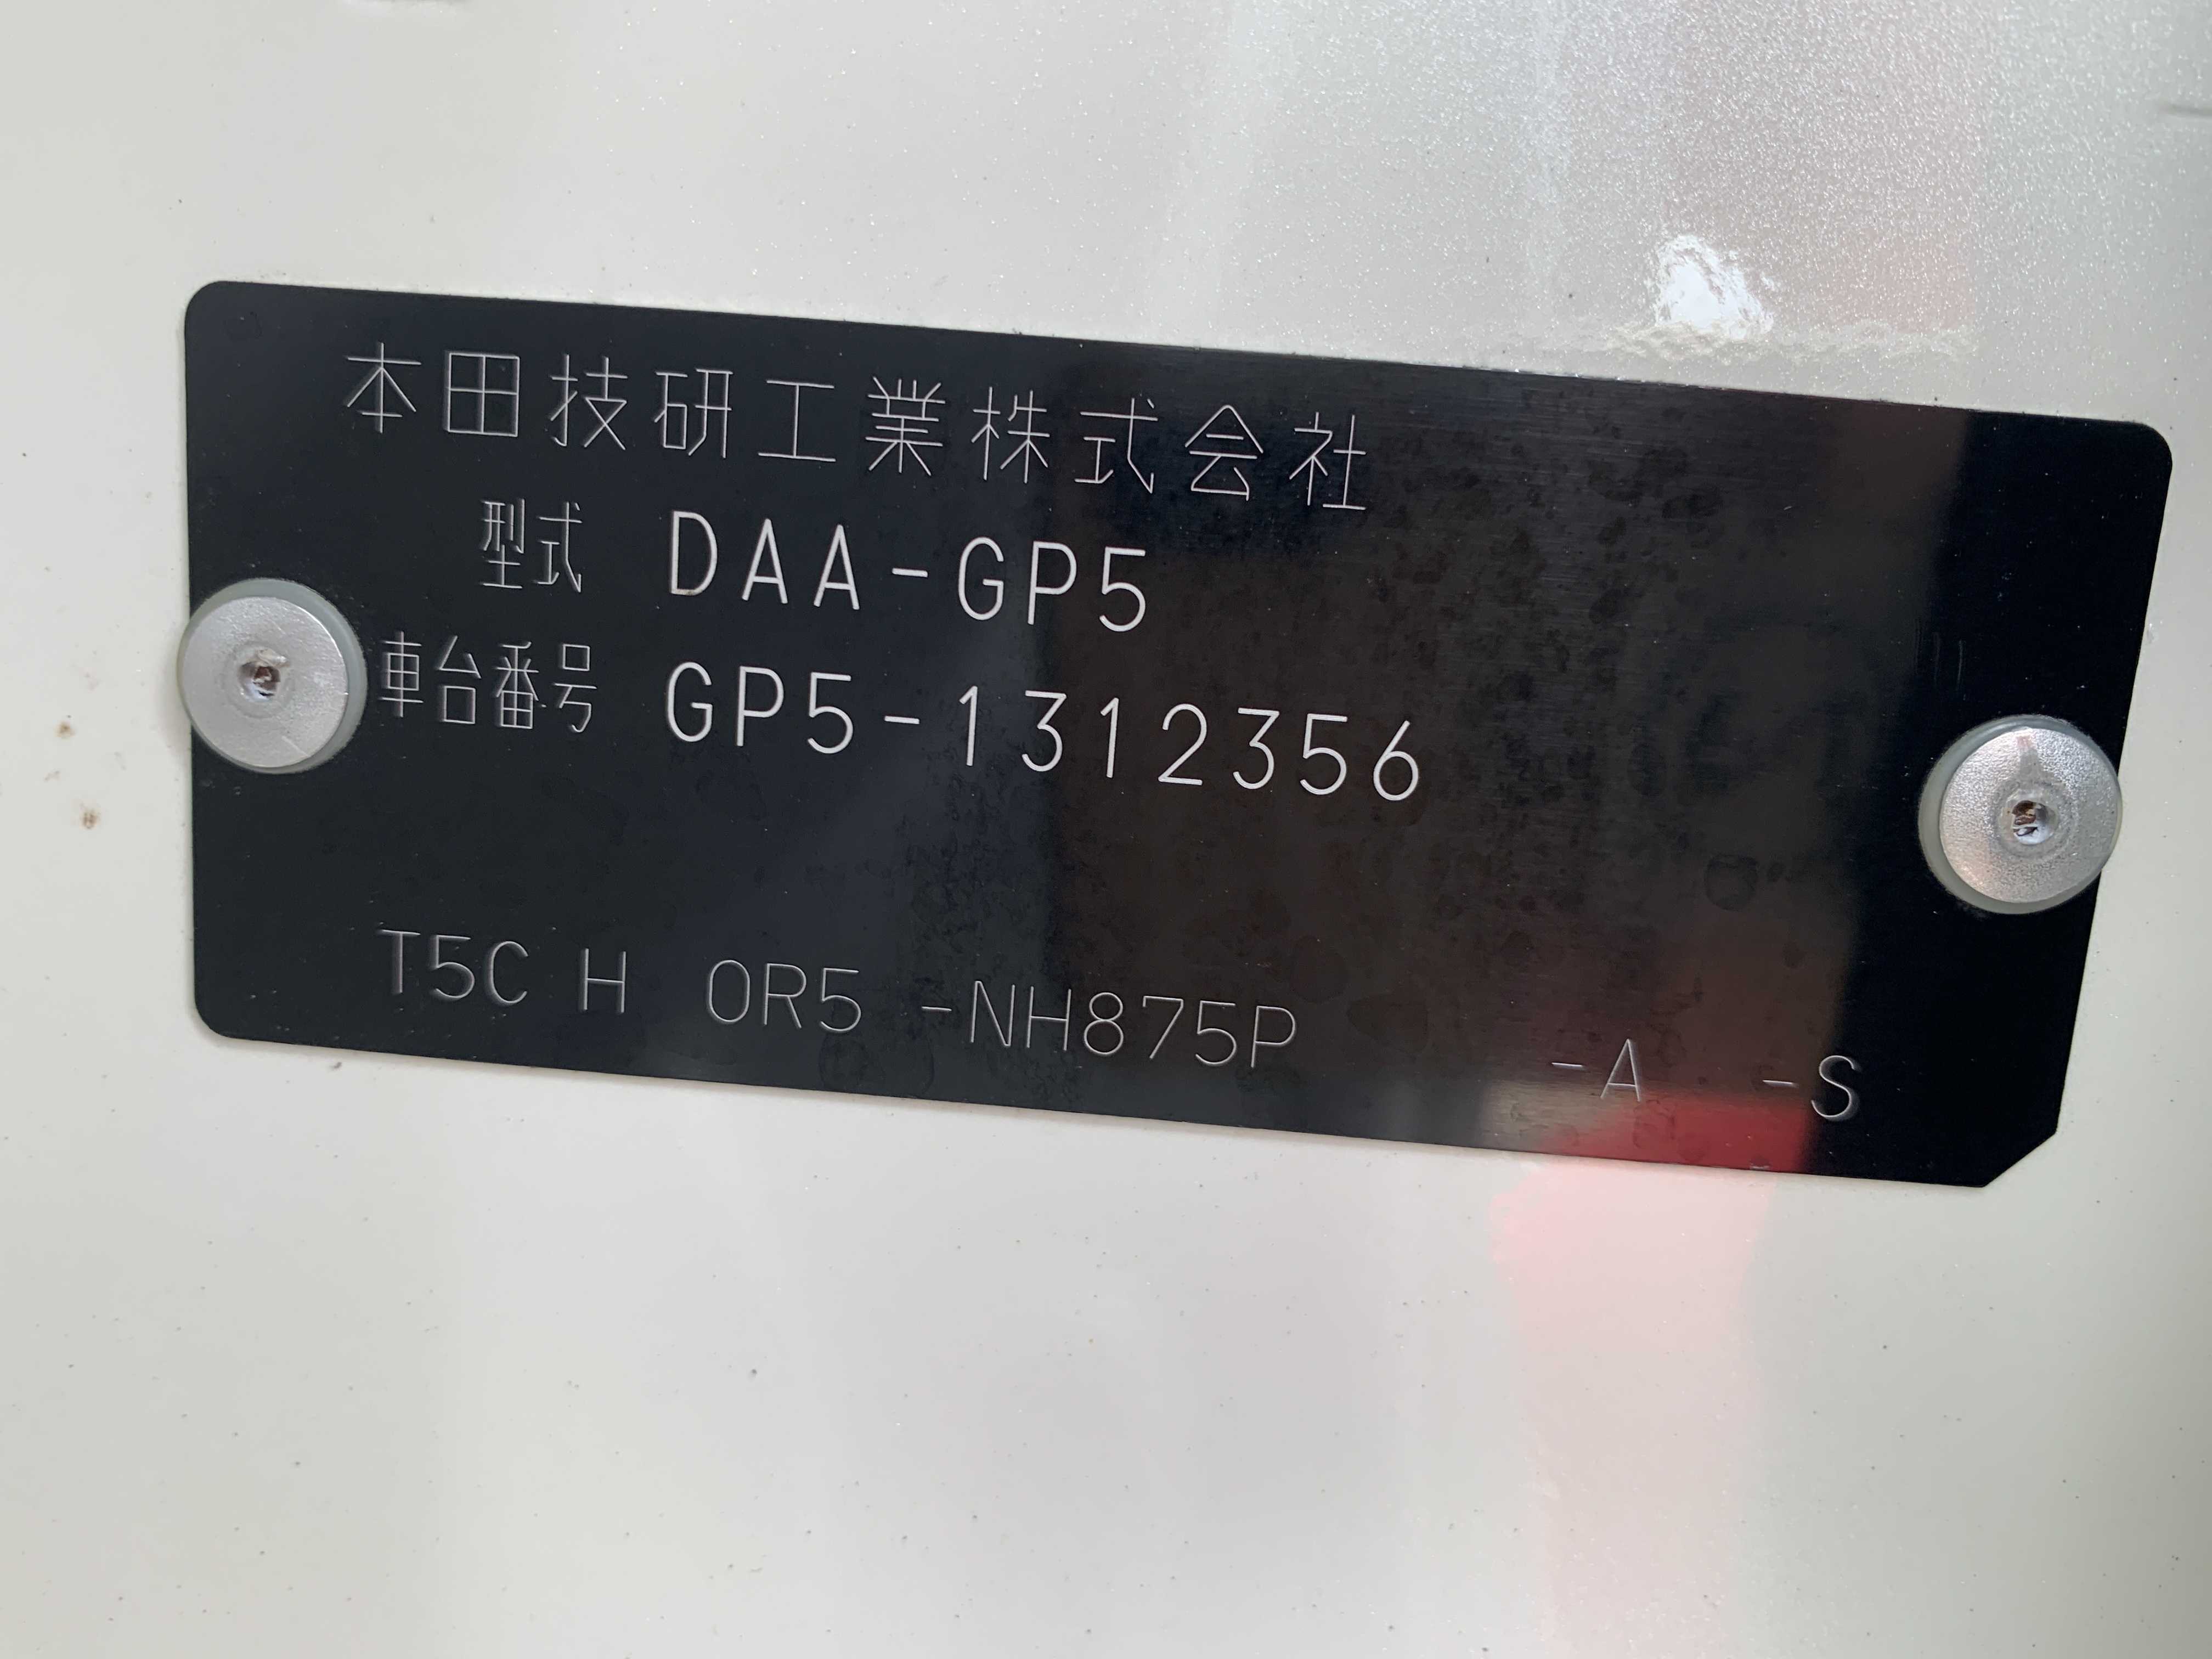 本田技研工業株式会社
型式 DAA-GP5
車台番号 GP5-1312356
T5C H 0R5 -NH875P -A -S